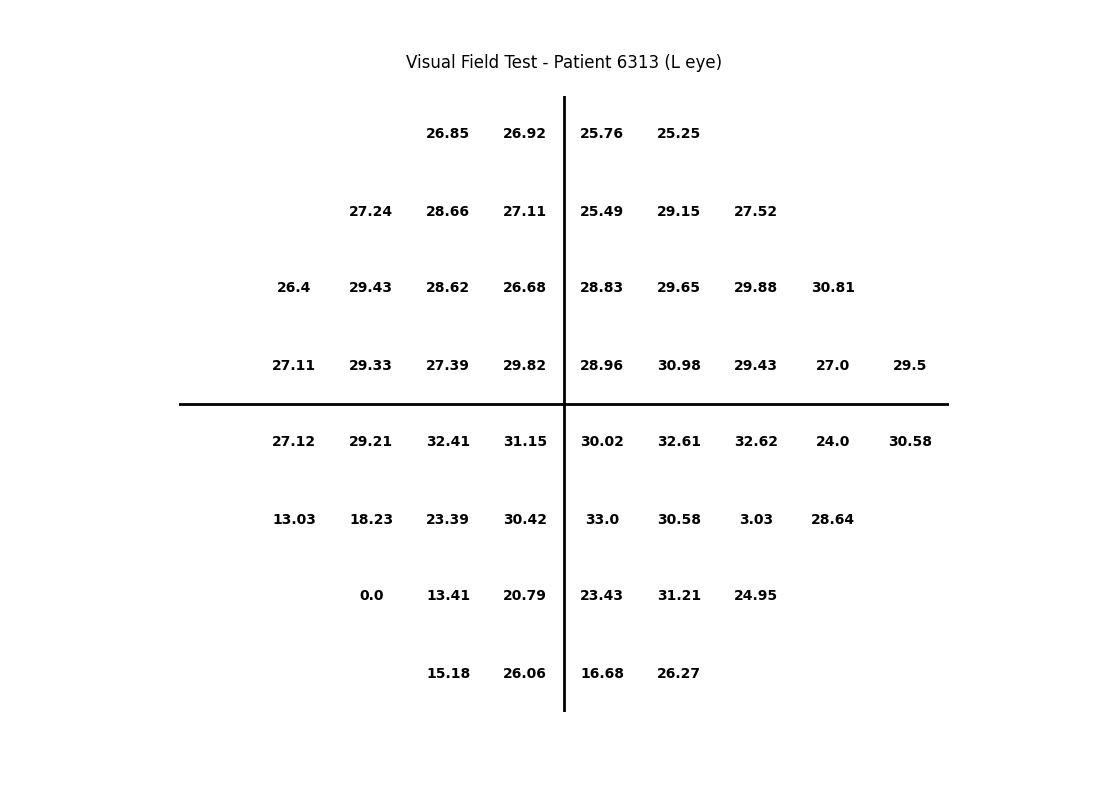 Visual Field Test - Patient 6313 (L eye)
26.85 26.92 25.76 25.25
27.24 28.66 27.11 25.49 29.15 27.52
26.4 29.43 28.62 26.68 28.83 29.65 29.88 30.81
27.11 29.33 27.39 29.82 28.96 30.98 29.43 27.0 29.5
27.12 29.21 32.41 31.15 30.02 32.61 32.62 24.0 30.58
13.03 18.23 23.39 30.42 33.0 30.58 3.03 28.64
0.0 13.41 20.79 23.43 31.21 24.95
15.18 26.06 16.68 26.27